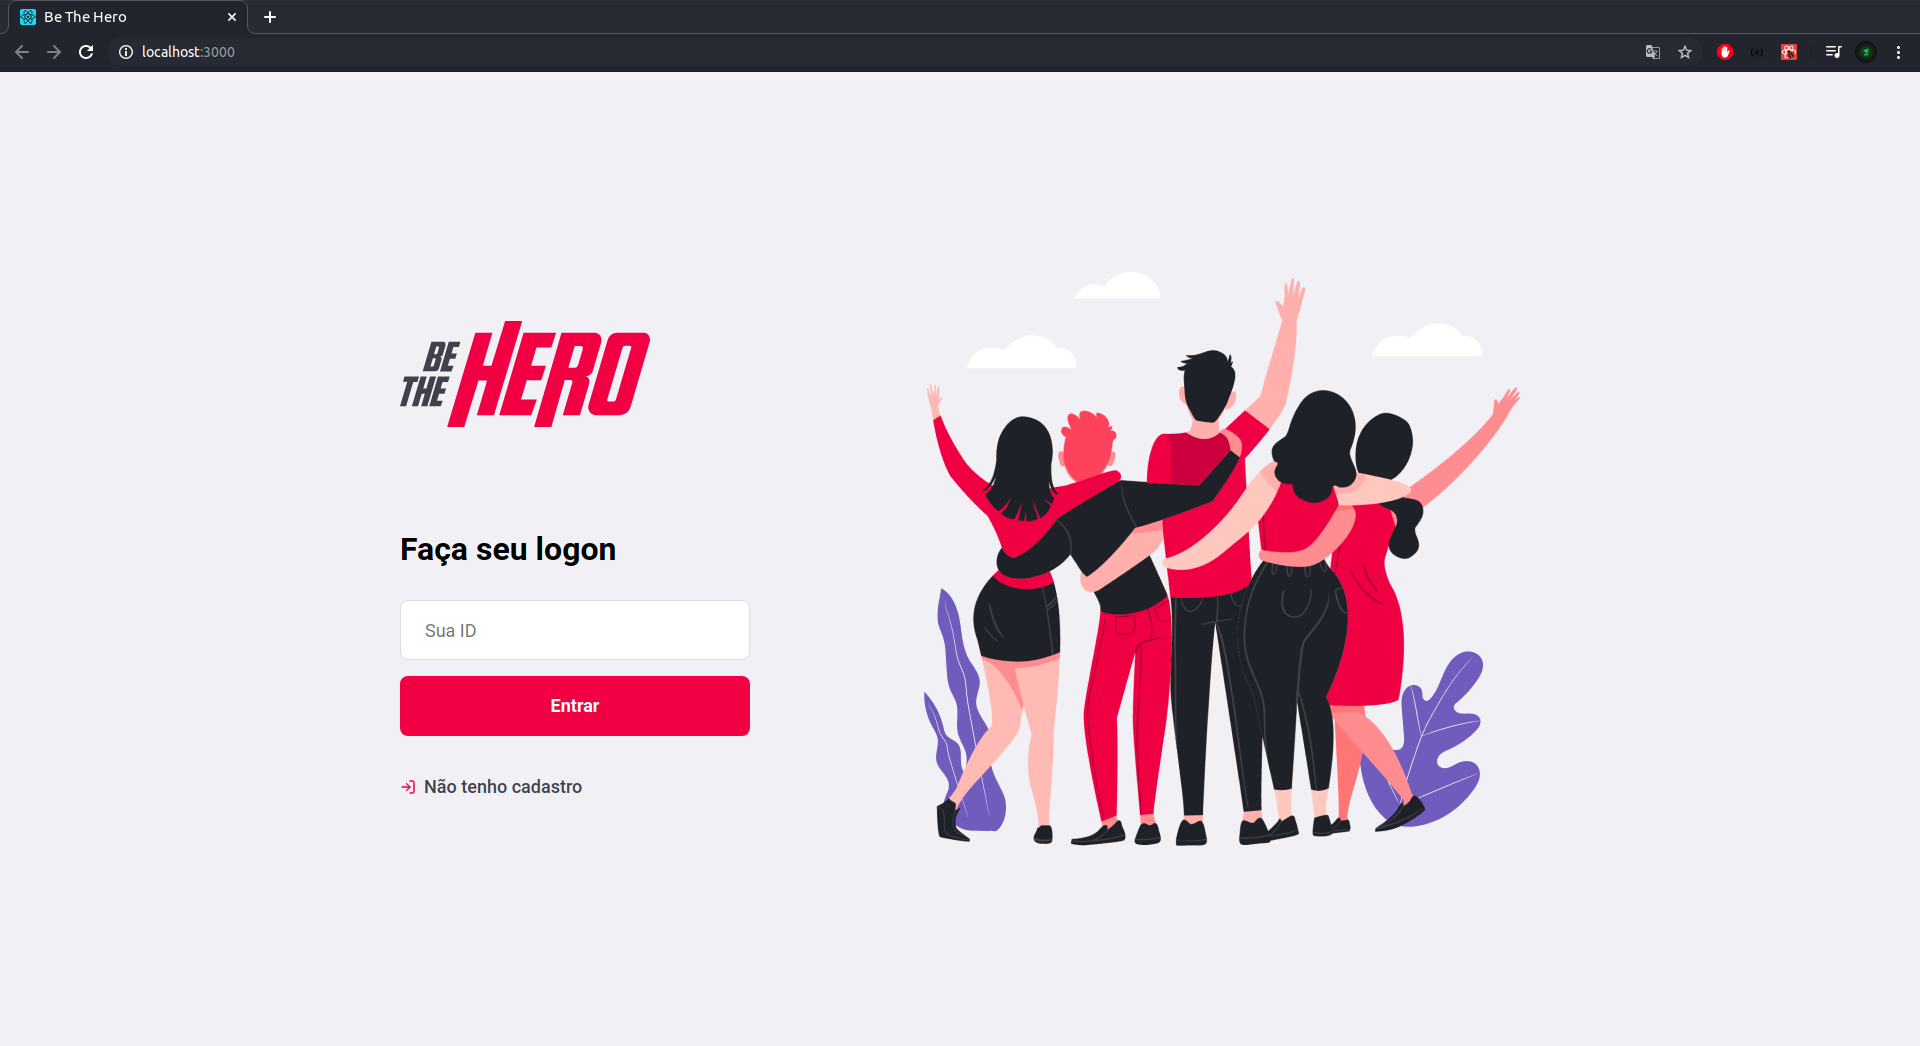 Be The Hero
localhost:3000
BE
THE HERO
Faça seu logon
Sua ID
Entrar
Não tenho cadastro